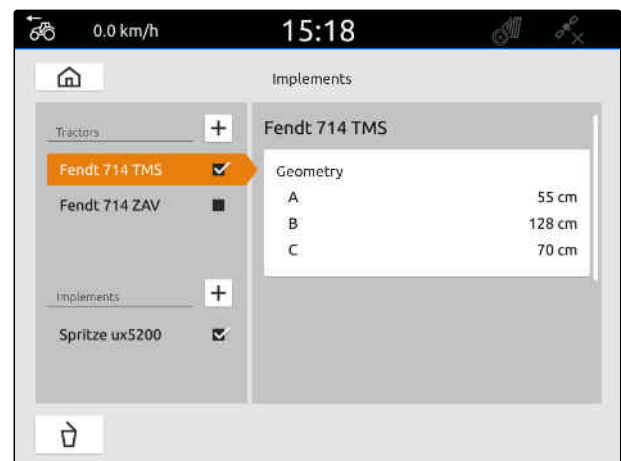 0.0 km/h
15:18
Implements
Tractors
+
Fendt 714 TMS
Fendt 714 ZAV
Implements
+
Spritze ux5200
Fendt 714 TMS
Geometry
A 55 cm
B 128 cm
C 70 cm